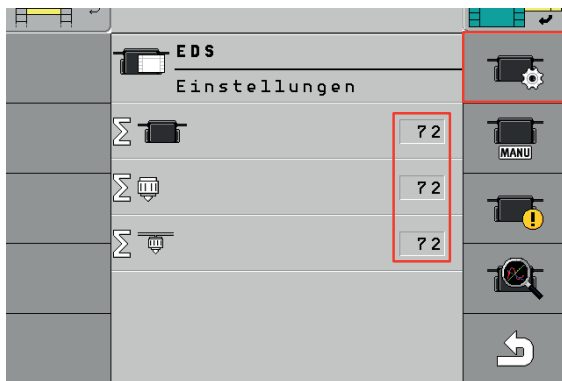 EDS
Einstellungen
Σ 72
MANU
Σ 72
Σ 72